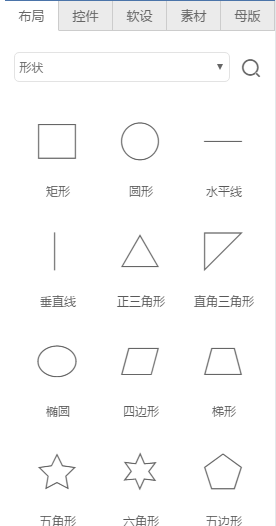 布局 控件 软设 素材 母版
形状
矩形 圆形 水平线
垂直线 正三角形 直角三角形
椭圆 四边形 梯形
五角形 六角形 五边形